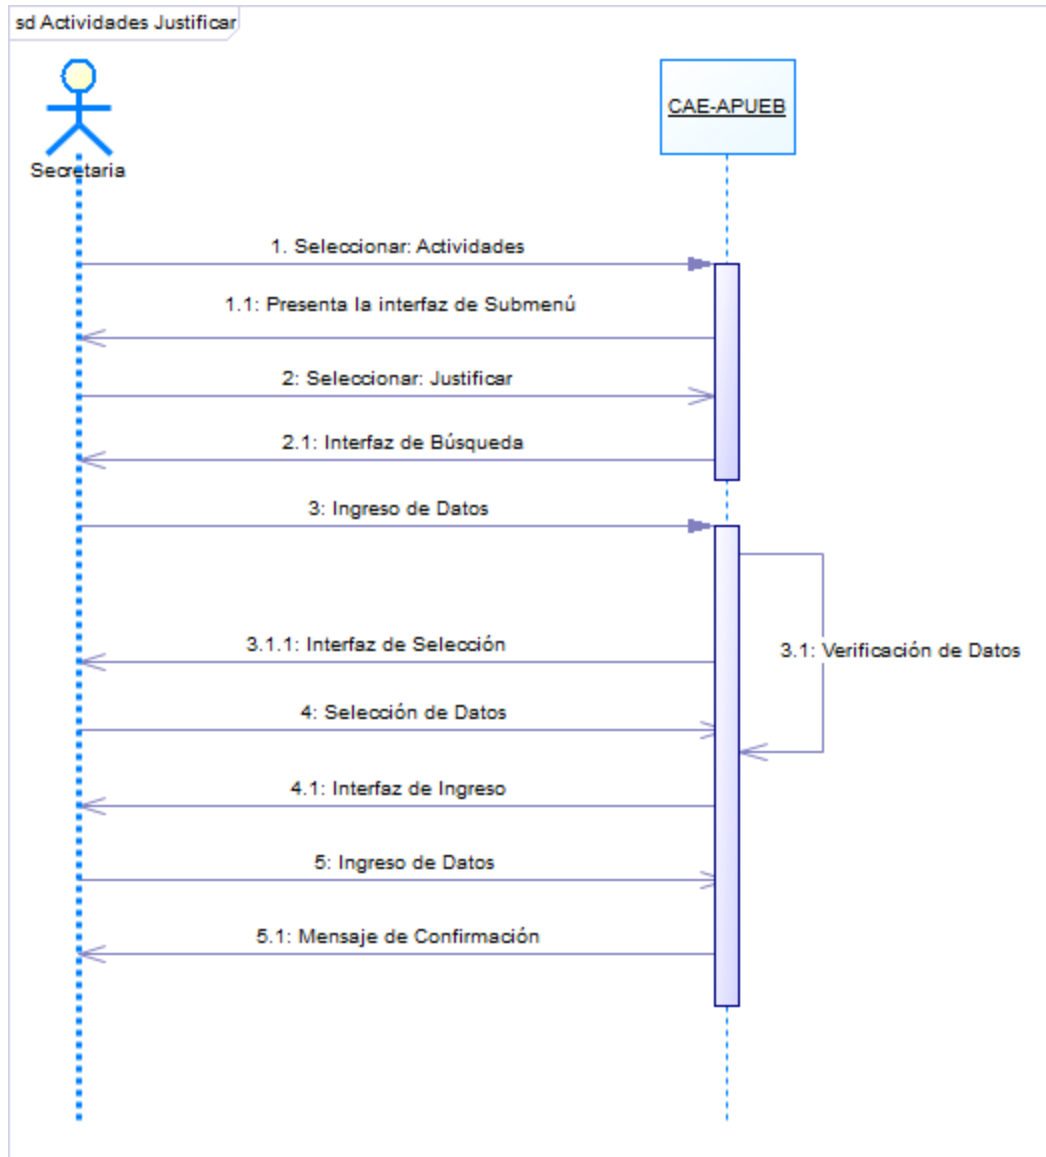 sd Actividades Justificar
CAE-APUEB
Secretaria
1. Seleccionar: Actividades
1.1: Presenta la interfaz de Submenú
2: Seleccionar: Justificar
2.1: Interfaz de Búsqueda
3: Ingreso de Datos
3.1.1: Interfaz de Selección
3.1: Verificación de Datos
4: Selección de Datos
4.1: Interfaz de Ingreso
5: Ingreso de Datos
5.1: Mensaje de Confirmación